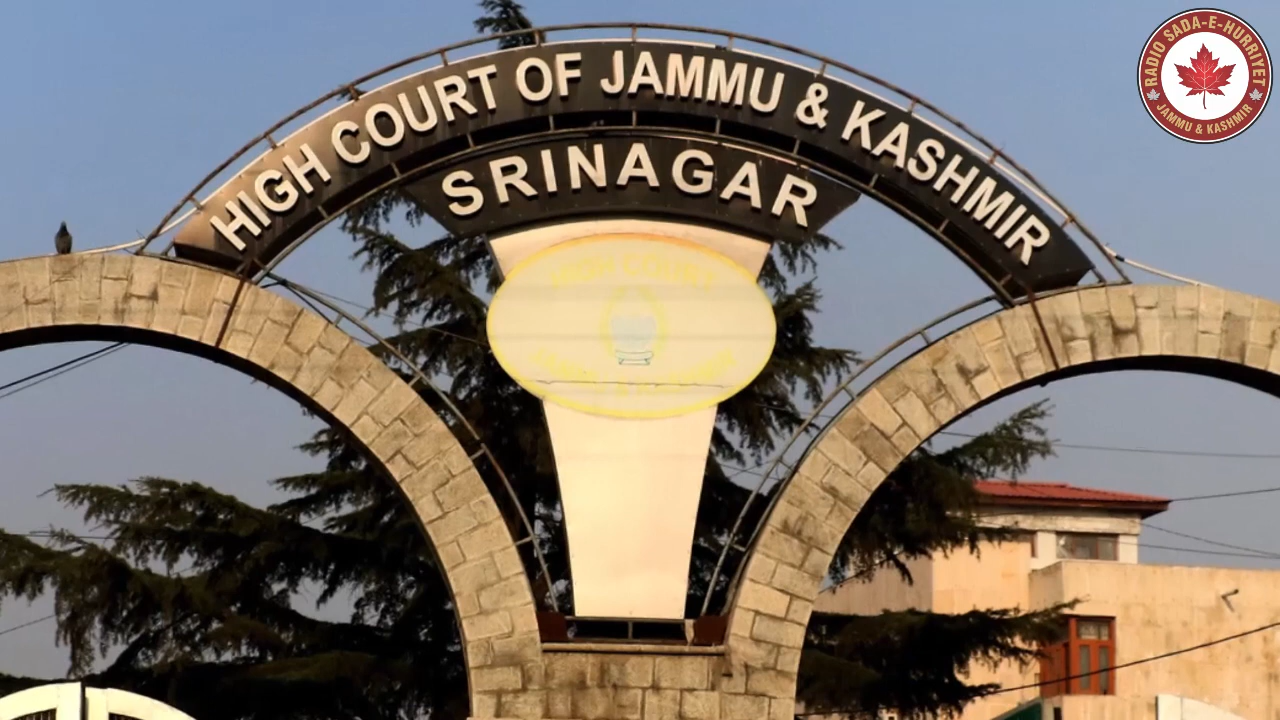 HIGH COURT OF JAMMU & KASHMIR
SRINAGAR
HIGH COURT
RADIO SADA-E-HURRIYET
JAMMU & KASHMIR